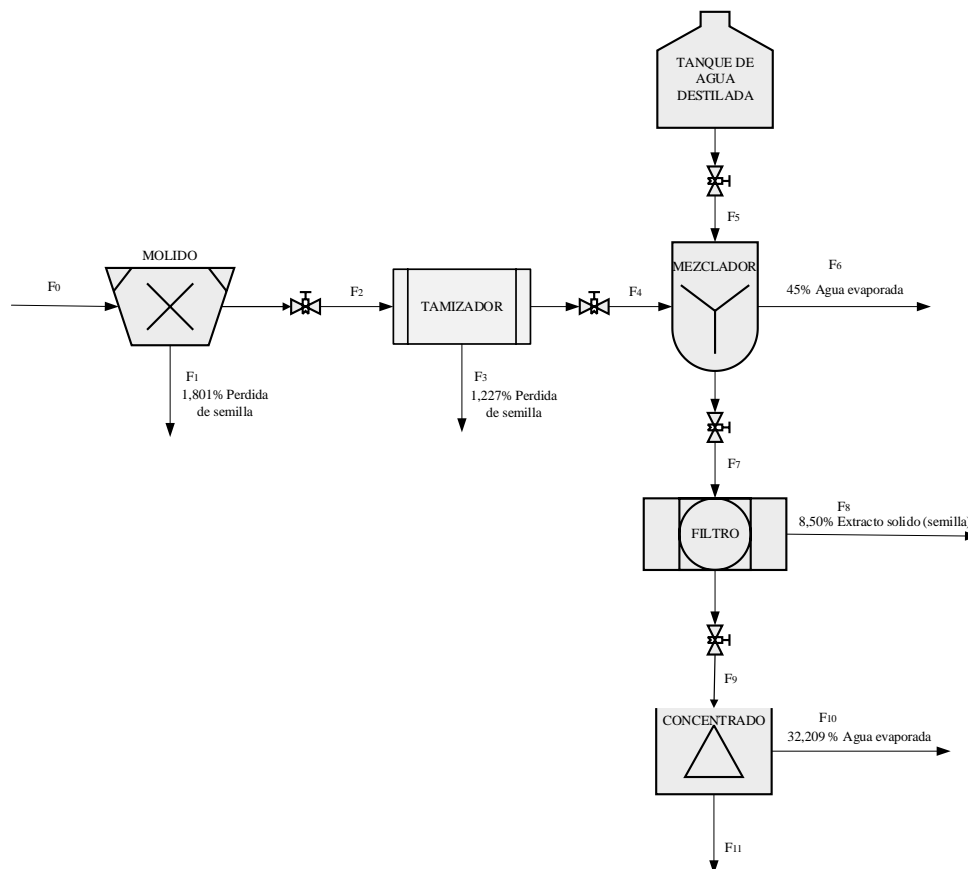 TANQUE DE
AGUA
DESTILADA
F5
MOLIDO
MEZCLADOR
F6
45% Agua evaporada
F0
F2
TAMIZADOR
F4
F1
1,801% Perdida
de semilla
F3
1,227% Perdida
de semilla
F7
F8
8,50% Extracto solido (semilla)
FILTRO
F9
CONCENTRADO
F10
32,209 % Agua evaporada
F11